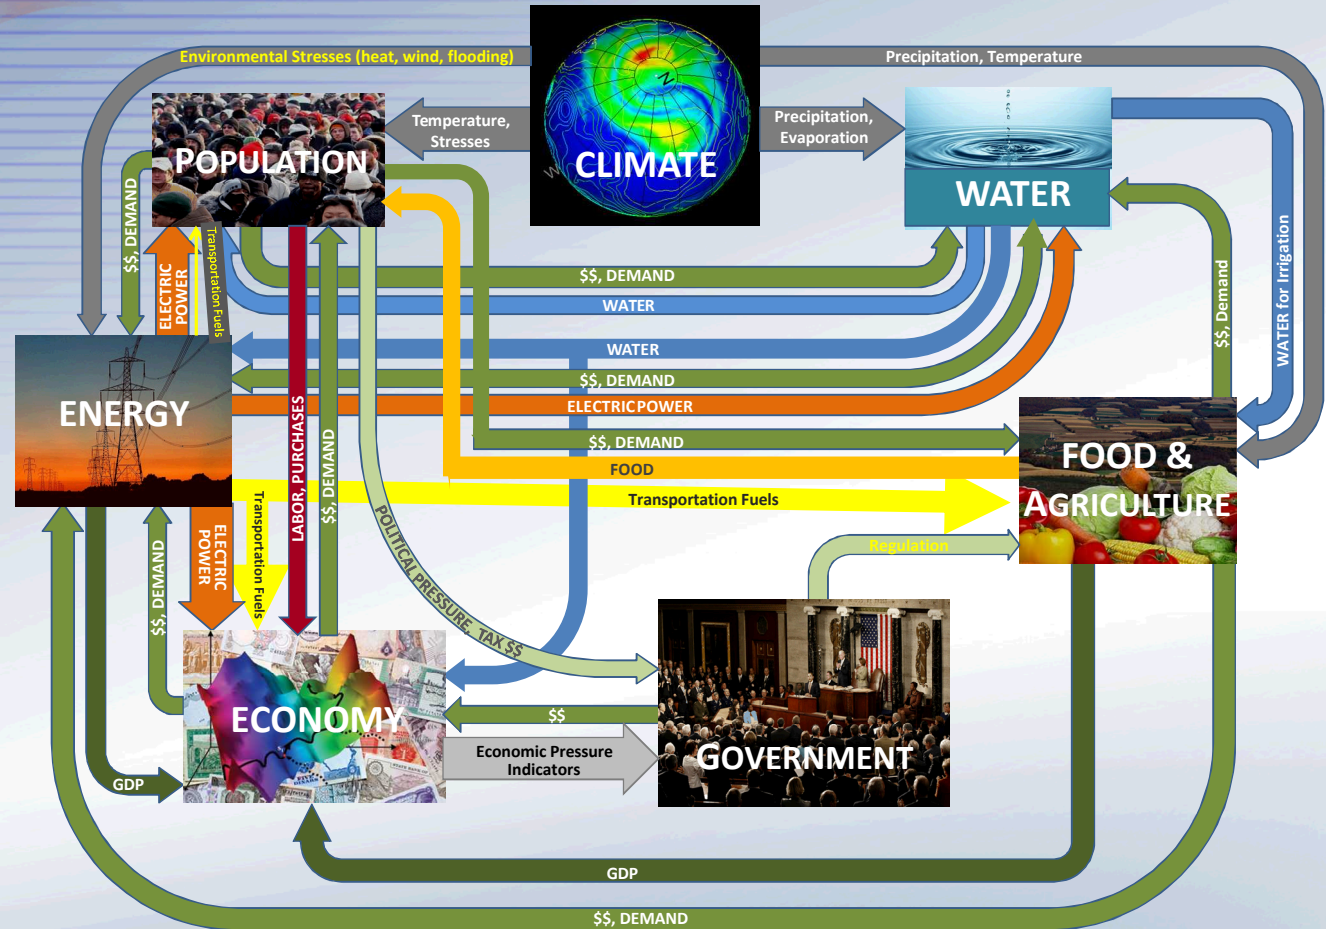 Environmental Stresses (heat, wind, flooding)
Precipitation, Temperature
Temperature,
Stresses
Precipitation,
Evaporation
N
W
CLIMATE
POPULATION
WATER
$$, DEMAND
ELECTRIC
POWER
Transportation Fuels
$$, DEMAND
WATER
WATER
$$, DEMAND
ELECTRIC POWER
$$, Demand
WATER for Irrigation
ENERGY
LABOR, PURCHASES
$$, DEMAND
$$, DEMAND
FOOD
Transportation Fuels
FOOD &
AGRICULTURE
Transportation Fuels
ELECTRIC
POWER
$$, DEMAND
POLITICAL PRESSURE, TAX $$
Regulation
ECONOMY
$$
Economic Pressure
Indicators
GOVERNMENT
GDP
GDP
$$, DEMAND